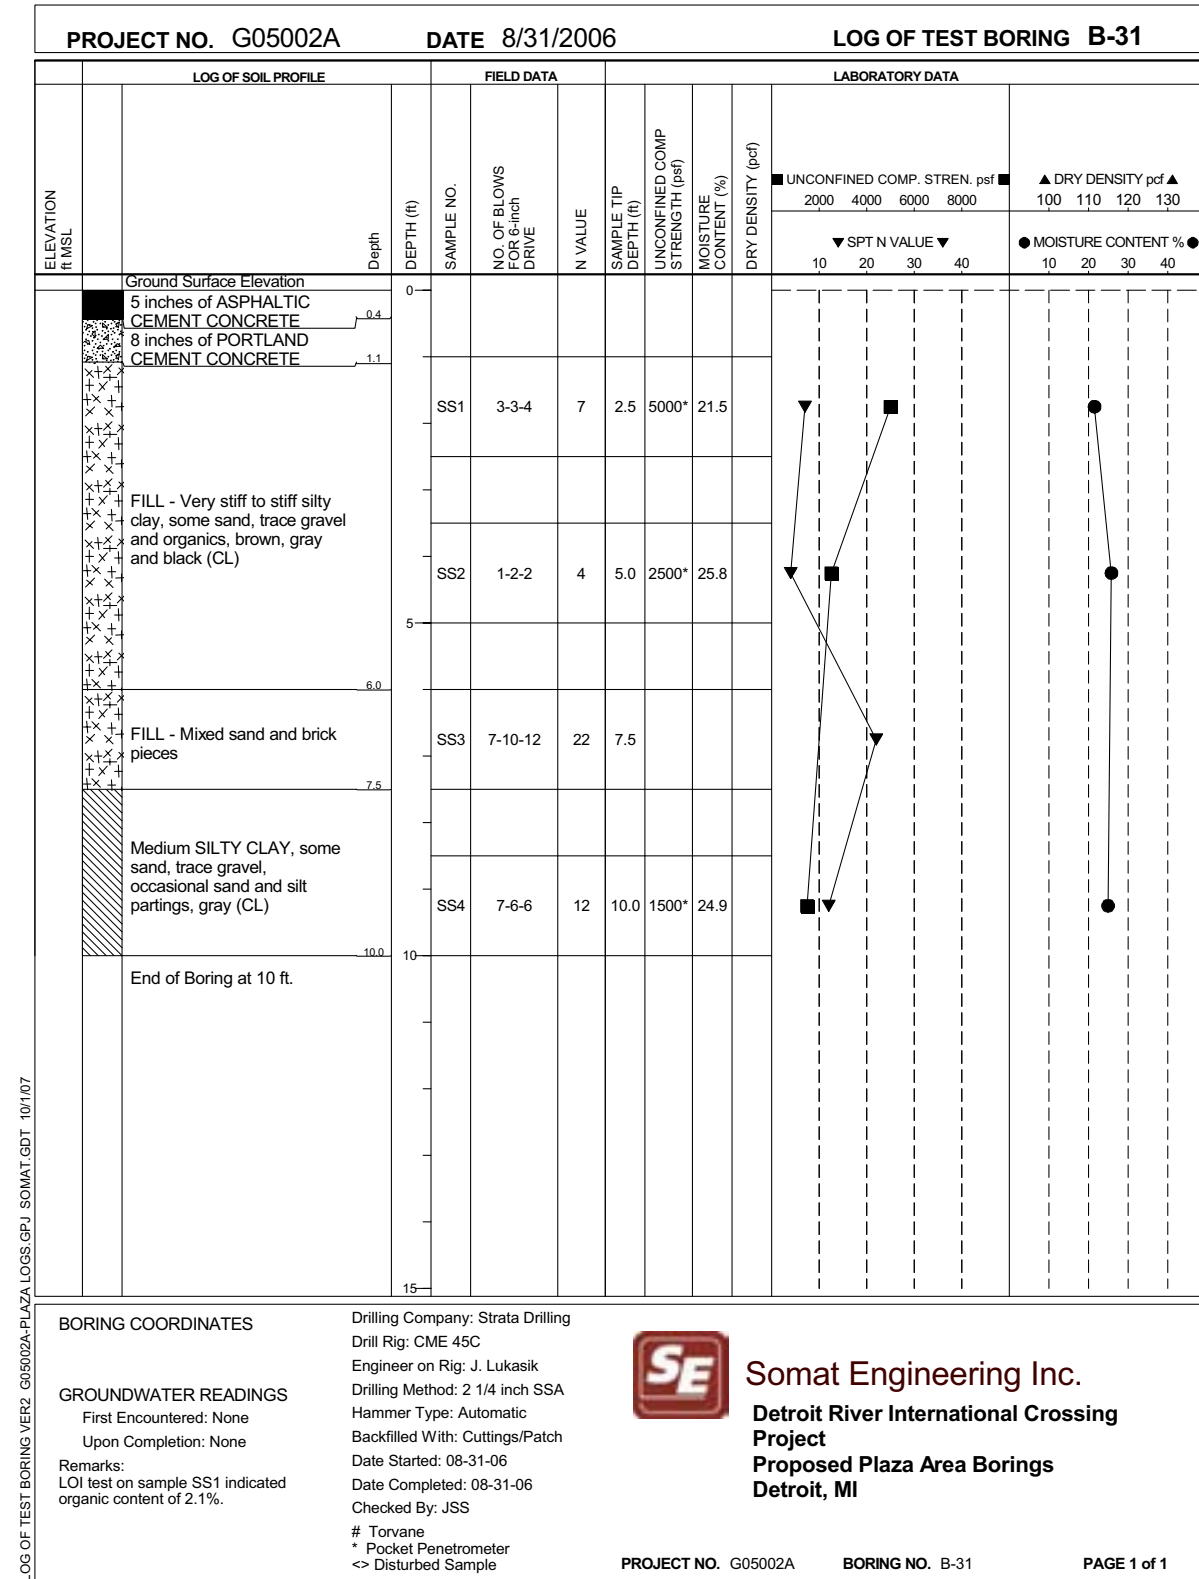 PROJECT NO. G05002A DATE 8/31/2006 LOG OF TEST BORING B-31
LOG OF SOIL PROFILE FIELD DATA LABORATORY DATA
ELEVATION
ft MSL
Depth
DEPTH (ft)
SAMPLE NO.
NO. OF BLOWS
FOR 6-inch
DRIVE
N VALUE
SAMPLE TIP
DEPTH (ft)
UNCONFINED COMP
STRENGTH (psf)
MOISTURE
CONTENT (%)
DRY DENSITY (pcf)
■ UNCONFINED COMP. STREN. psf ■
2000 4000 6000 8000
▼ SPT N VALUE ▼
10 20 30 40
▲ DRY DENSITY pcf ▲
100 110 120 130
● MOISTURE CONTENT % ●
10 20 30 40
Ground Surface Elevation
0
5 inches of ASPHALTIC
CEMENT CONCRETE
0.4
8 inches of PORTLAND
CEMENT CONCRETE
1.1
SS1 3-3-4 7 2.5 5000* 21.5
FILL - Very stiff to stiff silty
clay, some sand, trace gravel
and organics, brown, gray
and black (CL)
SS2 1-2-2 4 5.0 2500* 25.8
5
6.0
FILL - Mixed sand and brick
pieces
SS3 7-10-12 22 7.5
7.5
Medium SILTY CLAY, some
sand, trace gravel,
occasional sand and silt
partings, gray (CL)
SS4 7-6-6 12 10.0 1500* 24.9
10.0
10
End of Boring at 10 ft.
15
LOG OF TEST BORING VER2 G05002A-PLAZA LOGS.GPJ SOMAT.GDT 10/1/07
BORING COORDINATES
GROUNDWATER READINGS
First Encountered: None
Upon Completion: None
Remarks:
LOI test on sample SS1 indicated
organic content of 2.1%.
Drilling Company: Strata Drilling
Drill Rig: CME 45C
Engineer on Rig: J. Lukasik
Drilling Method: 2 1/4 inch SSA
Hammer Type: Automatic
Backfilled With: Cuttings/Patch
Date Started: 08-31-06
Date Completed: 08-31-06
Checked By: JSS
# Torvane
* Pocket Penetrometer
<> Disturbed Sample
SE
Somat Engineering Inc.
Detroit River International Crossing
Project
Proposed Plaza Area Borings
Detroit, MI
PROJECT NO. G05002A BORING NO. B-31 PAGE 1 of 1